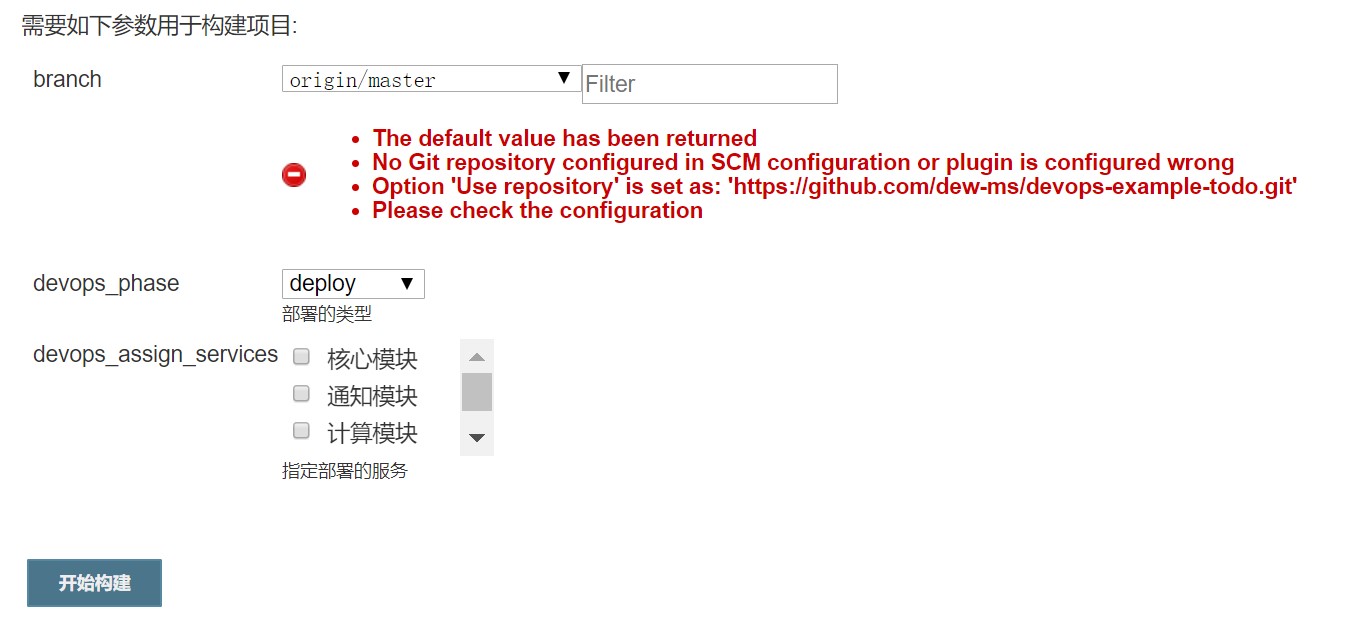 需要如下参数用于构建项目:
branch origin/master Filter
The default value has been returned
No Git repository configured in SCM configuration or plugin is configured wrong
Option 'Use repository' is set as: 'https://github.com/dew-ms/devops-example-todo.git'
Please check the configuration
devops_phase deploy
部署的类型
devops_assign_services 核心模块
通知模块
计算模块
指定部署的服务
开始构建